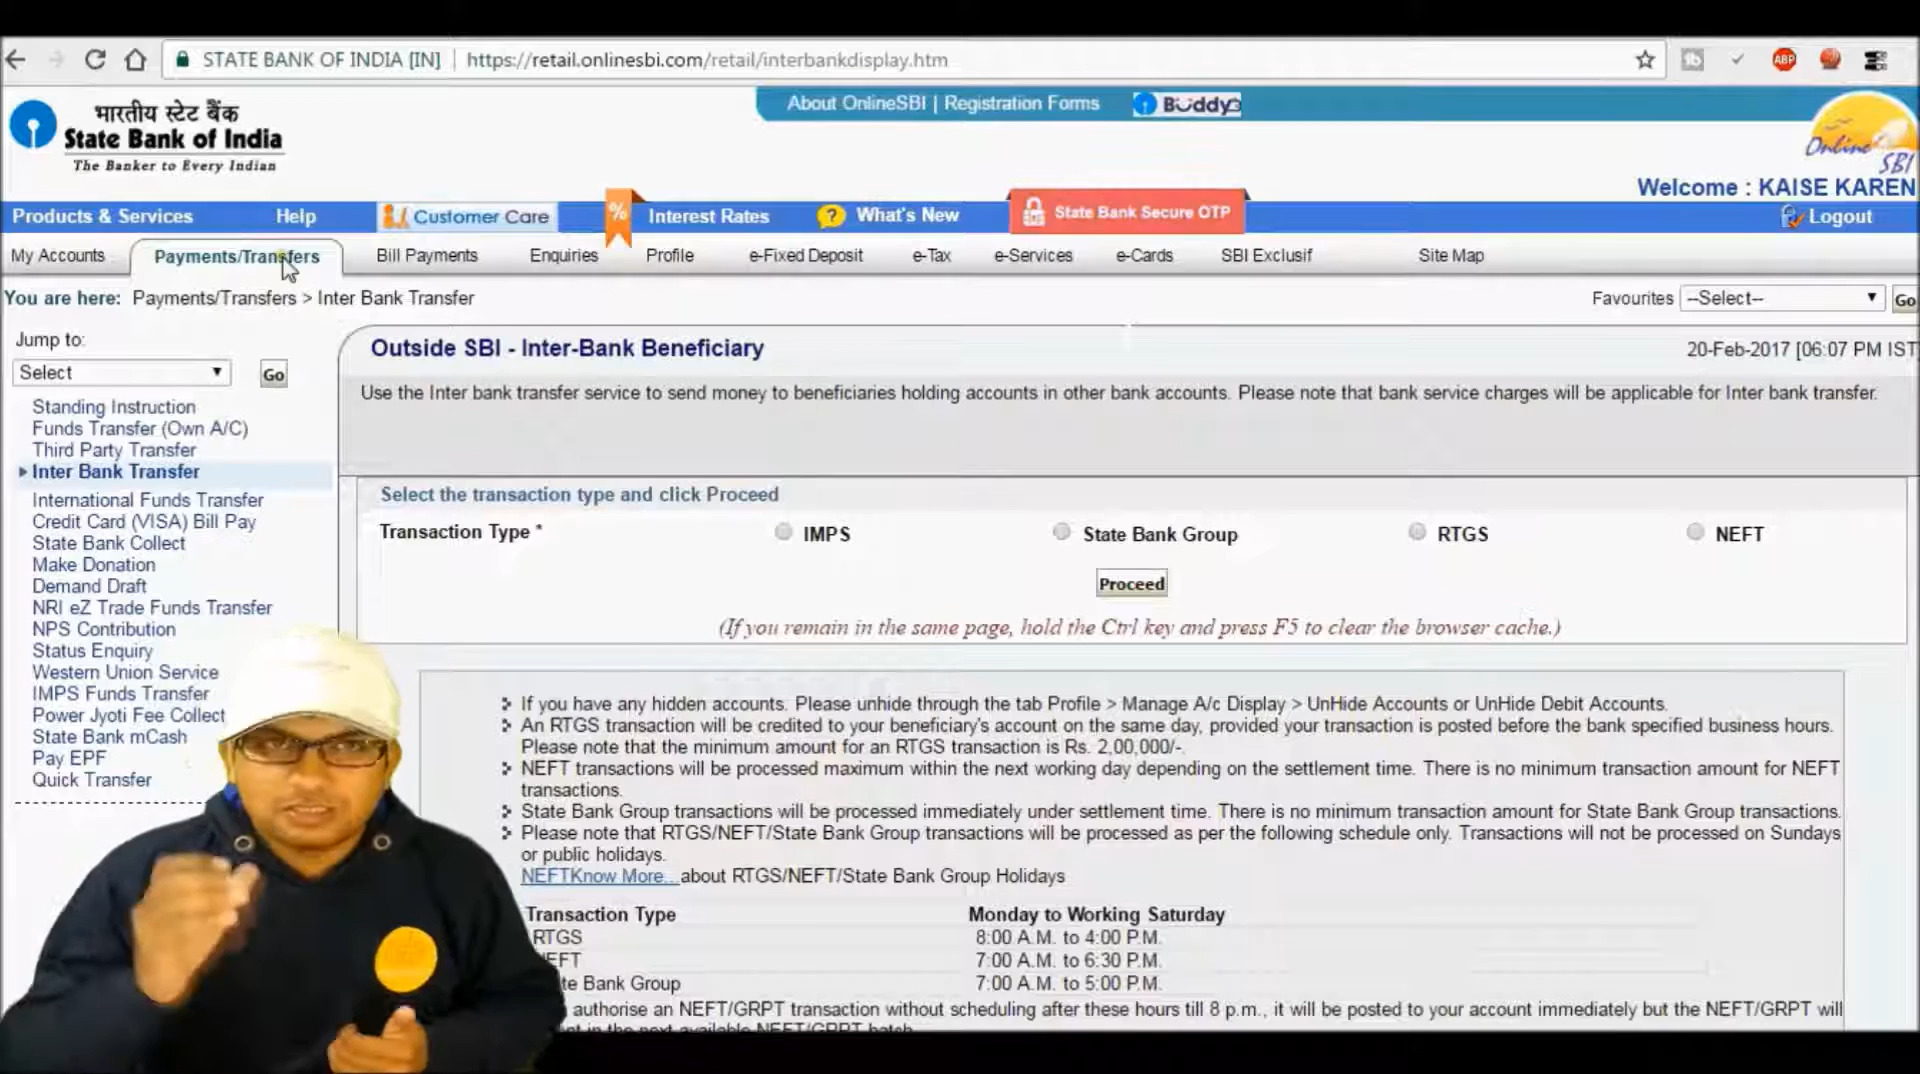 STATE BANK OF INDIA [IN] https://retail.onlinesbi.com/retail/interbankdisplay.htm
ABP
भारतीय स्टेट बैंक
State Bank of India
The Banker to Every Indian
About OnlineSBI | Registration Forms
Buddy
Online SBI
Welcome : KAISE KAREN
Products & Services Help Customer Care % Interest Rates ? What's New State Bank Secure OTP Logout
My Accounts Payments/Transfers Bill Payments Enquiries Profile e-Fixed Deposit e-Tax e-Services e-Cards SBI Exclusif Site Map
You are here: Payments/Transfers > Inter Bank Transfer Favourites --Select-- Go
Jump to:
Select Go
Standing Instruction
Funds Transfer (Own A/C)
Third Party Transfer
Inter Bank Transfer
International Funds Transfer
Credit Card (VISA) Bill Pay
State Bank Collect
Make Donation
Demand Draft
NRI eZ Trade Funds Transfer
NPS Contribution
Status Enquiry
Western Union Service
IMPS Funds Transfer
Power Jyoti Fee Collect
State Bank mCash
Pay EPF
Quick Transfer
Outside SBI - Inter-Bank Beneficiary 20-Feb-2017 [06:07 PM IST
Use the Inter bank transfer service to send money to beneficiaries holding accounts in other bank accounts. Please note that bank service charges will be applicable for Inter bank transfer.
Select the transaction type and click Proceed
Transaction Type * IMPS State Bank Group RTGS NEFT
Proceed
(If you remain in the same page, hold the Ctrl key and press F5 to clear the browser cache.)
If you have any hidden accounts. Please unhide through the tab Profile > Manage A/c Display > UnHide Accounts or UnHide Debit Accounts.
An RTGS transaction will be credited to your beneficiary's account on the same day, provided your transaction is posted before the bank specified business hours.
Please note that the minimum amount for an RTGS transaction is Rs. 2,00,000/-.
NEFT transactions will be processed maximum within the next working day depending on the settlement time. There is no minimum transaction amount for NEFT
transactions.
State Bank Group transactions will be processed immediately under settlement time. There is no minimum transaction amount for State Bank Group transactions.
Please note that RTGS/NEFT/State Bank Group transactions will be processed as per the following schedule only. Transactions will not be processed on Sundays
or public holidays.
NEFTKnow More... about RTGS/NEFT/State Bank Group Holidays
Transaction Type Monday to Working Saturday
RTGS 8:00 A.M. to 4:00 P.M.
EFT 7:00 A.M. to 6:30 P.M.
te Bank Group 7:00 A.M. to 5:00 P.M.
authorise an NEFT/GRPT transaction without scheduling after these hours till 8 p.m., it will be posted to your account immediately but the NEFT/GRPT will
in the next available NEFT/GRPT batch